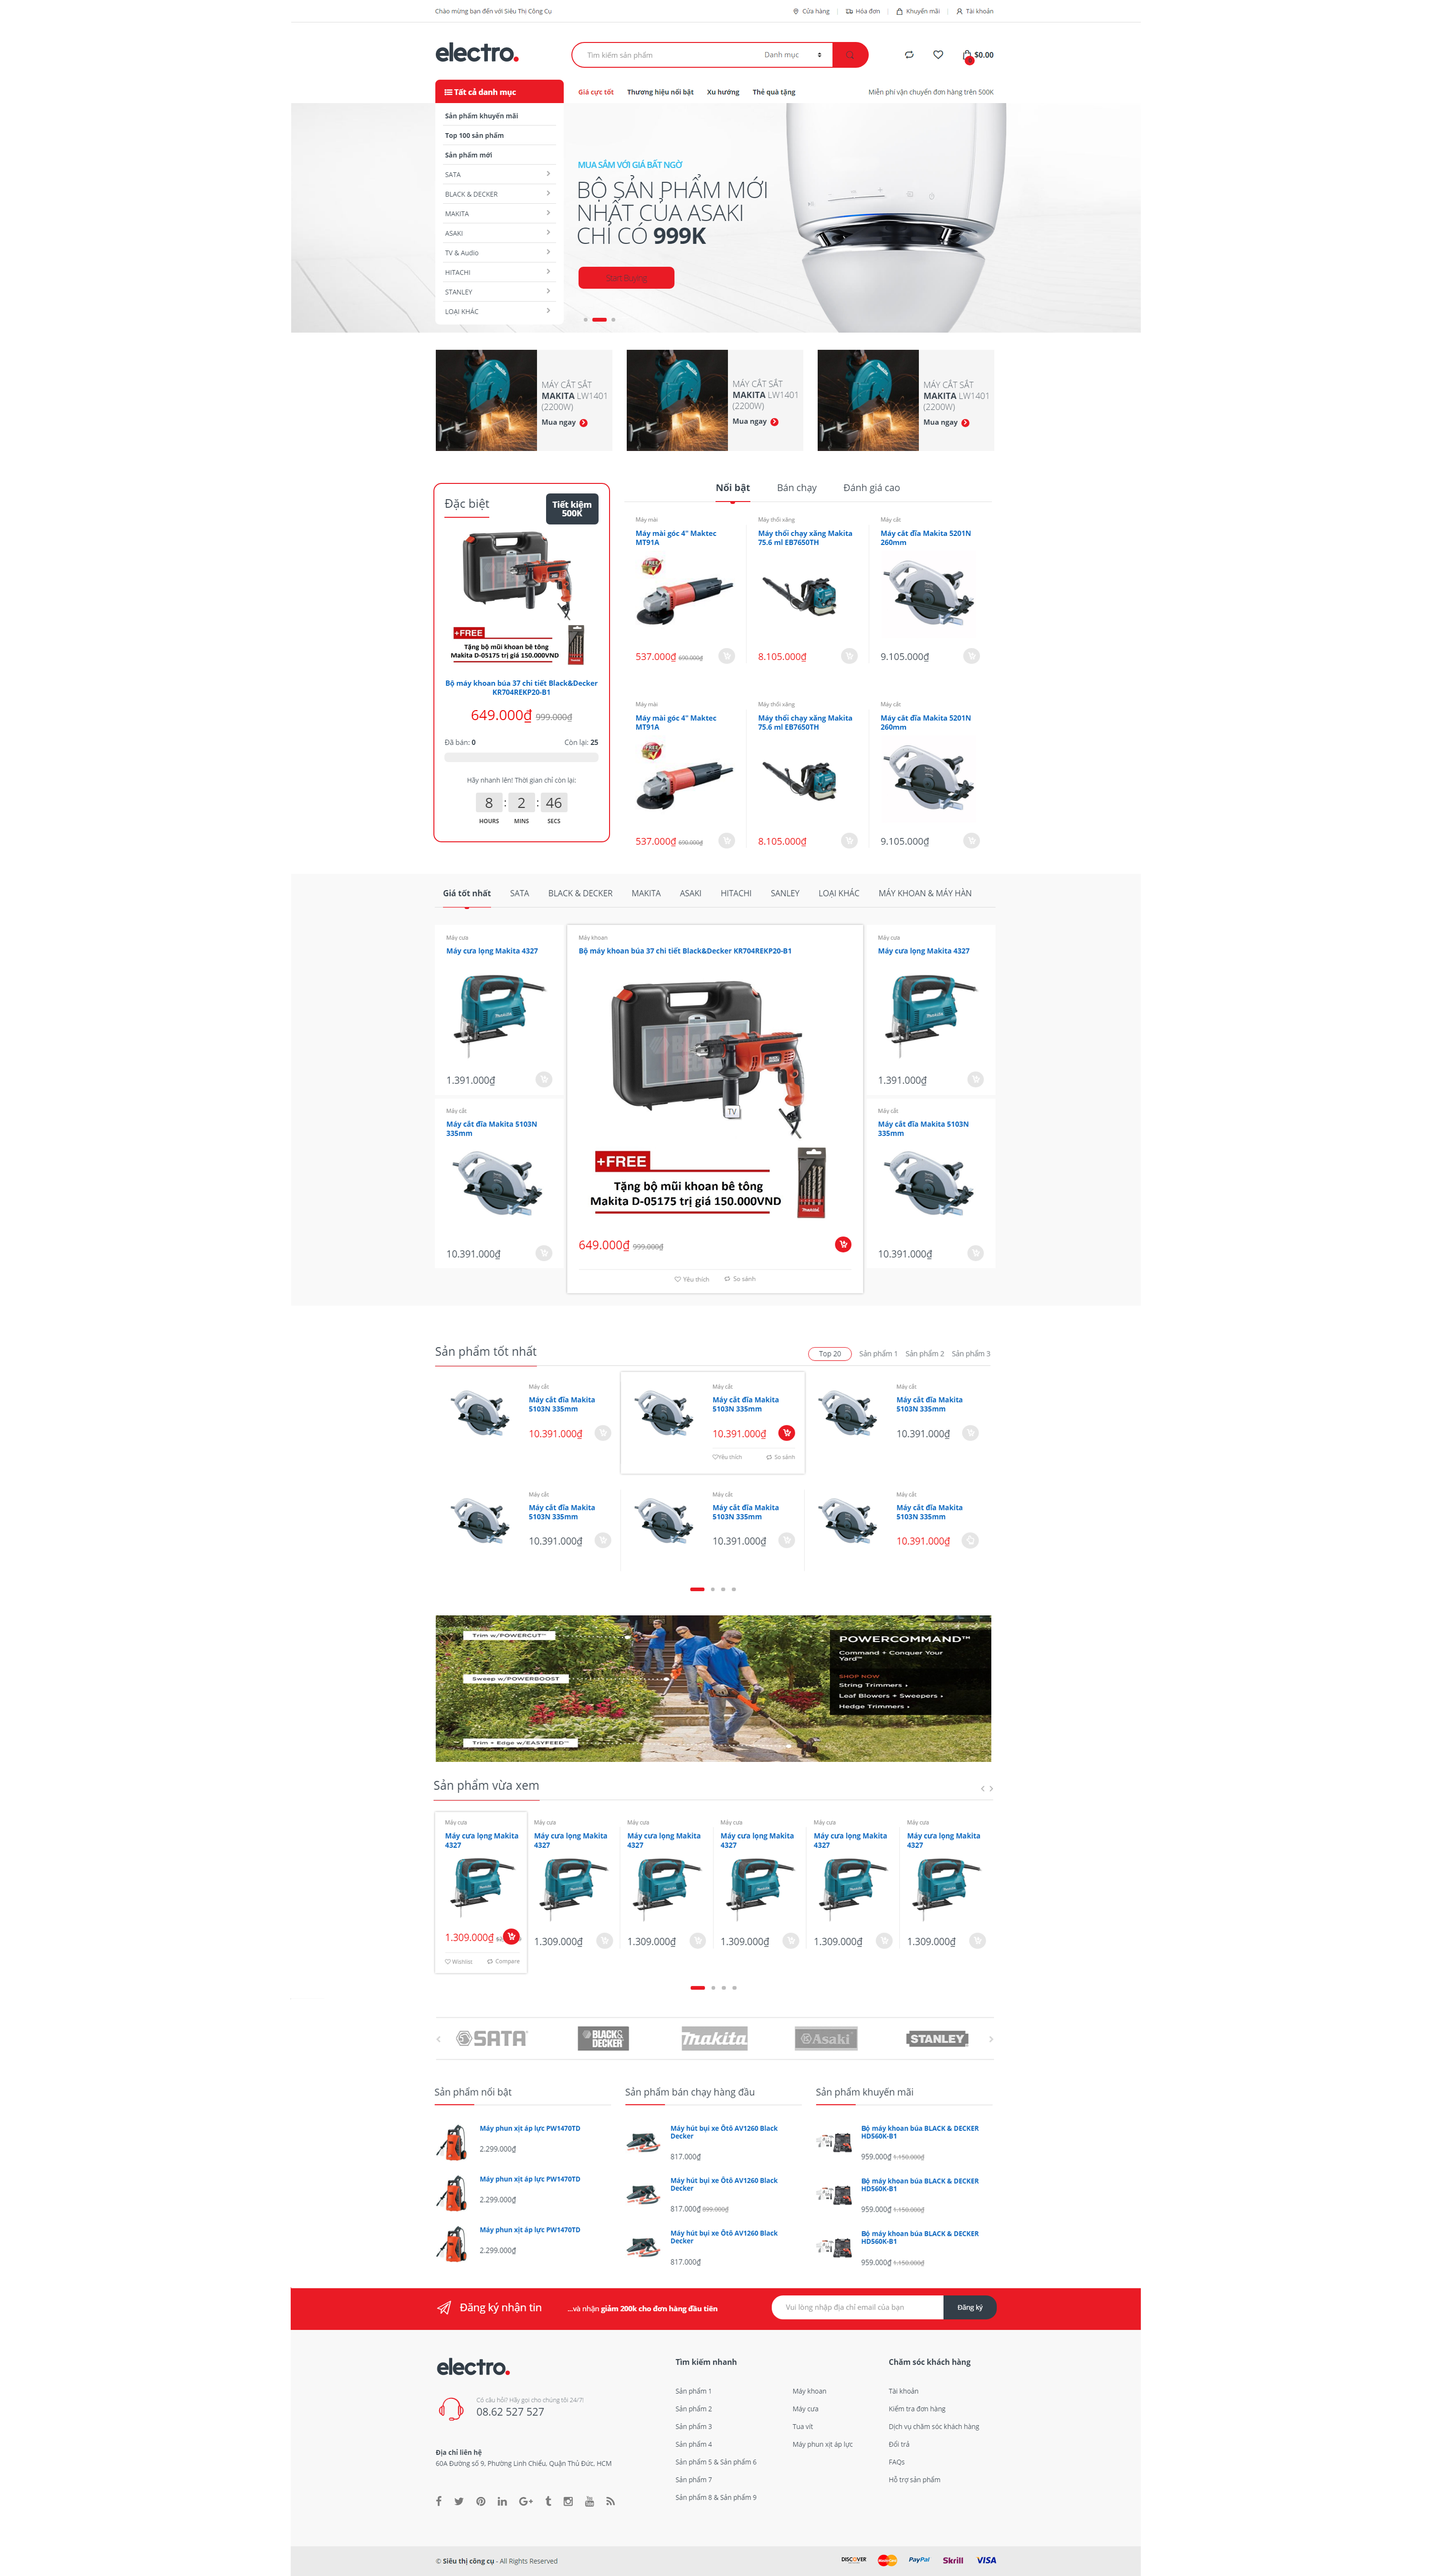 Chào mừng bạn đến với Siêu Thị Công Cụ
Cửa hàng
Hóa đơn
Khuyến mãi
Tài khoản
electro.
Tìm kiếm sản phẩm
Danh mục
$0.00
Tất cả danh mục
Giá cực tốt
Thương hiệu nổi bật
Xu hướng
Thẻ quà tặng
Miễn phí vận chuyển đơn hàng trên 500K
Sản phẩm khuyến mãi
Top 100 sản phẩm
Sản phẩm mới
SATA
BLACK & DECKER
MAKITA
ASAKI
TV & Audio
HITACHI
STANLEY
LOẠI KHÁC
MUA SẮM VỚI GIÁ BẤT NGỜ
BỘ SẢN PHẨM MỚI
NHẤT CỦA ASAKI
CHỈ CÓ 999K
Start Buying
MÁY CẮT SẮT
MAKITA LW1401
(2200W)
Mua ngay
MÁY CẮT SẮT
MAKITA LW1401
(2200W)
Mua ngay
MÁY CẮT SẮT
MAKITA LW1401
(2200W)
Mua ngay
Đặc biệt
Tiết kiệm
500K
+FREE
Tặng bộ mũi khoan bê tông
Makita D-05175 trị giá 150.000VND
Bộ máy khoan búa 37 chi tiết Black&Decker
KR704REKP20-B1
649.000₫ 999.000₫
Đã bán: 0
Còn lại: 25
Hãy nhanh lên! Thời gian chỉ còn lại:
8 : 2 : 46
HOURS MINS SECS
Nổi bật
Bán chạy
Đánh giá cao
Máy mài
Máy mài góc 4" Maktec
MT91A
FREE
537.000₫ 690.000₫
Máy thổi xăng
Máy thổi chạy xăng Makita
75.6 ml EB7650TH
8.105.000₫
Máy cắt
Máy cắt đĩa Makita 5201N
260mm
9.105.000₫
Máy mài
Máy mài góc 4" Maktec
MT91A
FREE
537.000₫ 690.000₫
Máy thổi xăng
Máy thổi chạy xăng Makita
75.6 ml EB7650TH
8.105.000₫
Máy cắt
Máy cắt đĩa Makita 5201N
260mm
9.105.000₫
Giá tốt nhất
SATA
BLACK & DECKER
MAKITA
ASAKI
HITACHI
SANLEY
LOẠI KHÁC
MÁY KHOAN & MÁY HÀN
Máy cưa
Máy cưa lọng Makita 4327
1.391.000₫
Máy cắt
Máy cắt đĩa Makita 5103N
335mm
10.391.000₫
Máy khoan
Bộ máy khoan búa 37 chi tiết Black&Decker KR704REKP20-B1
TV
+FREE
Tặng bộ mũi khoan bê tông
Makita D-05175 trị giá 150.000VND
649.000₫ 999.000₫
Yêu thích
So sánh
Máy cưa
Máy cưa lọng Makita 4327
1.391.000₫
Máy cắt
Máy cắt đĩa Makita 5103N
335mm
10.391.000₫
Sản phẩm tốt nhất
Top 20
Sản phẩm 1
Sản phẩm 2
Sản phẩm 3
Máy cắt
Máy cắt đĩa Makita
5103N 335mm
10.391.000₫
Máy cắt
Máy cắt đĩa Makita
5103N 335mm
10.391.000₫
Yêu thích
So sánh
Máy cắt
Máy cắt đĩa Makita
5103N 335mm
10.391.000₫
Máy cắt
Máy cắt đĩa Makita
5103N 335mm
10.391.000₫
Máy cắt
Máy cắt đĩa Makita
5103N 335mm
10.391.000₫
Máy cắt
Máy cắt đĩa Makita
5103N 335mm
10.391.000₫
Trim w/POWERCUT™
Sweep w/POWERBOOST
Trim + Edge w/EASYFEED™
POWERCOMMAND™
Command + Conquer Your
Yard™
SHOP NOW
String Trimmers
Leaf Blowers + Sweepers
Hedge Trimmers
Sản phẩm vừa xem
Máy cưa
Máy cưa lọng Makita
4327
1.309.000₫
Wishlist
Compare
Máy cưa
Máy cưa lọng Makita
4327
1.309.000₫
Máy cưa
Máy cưa lọng Makita
4327
1.309.000₫
Máy cưa
Máy cưa lọng Makita
4327
1.309.000₫
Máy cưa
Máy cưa lọng Makita
4327
1.309.000₫
Máy cưa
Máy cưa lọng Makita
4327
1.309.000₫
SATA
BLACK&
DECKER
makita
Asaki
STANLEY
Sản phẩm nổi bật
Máy phun xịt áp lực PW1470TD
2.299.000₫
Máy phun xịt áp lực PW1470TD
2.299.000₫
Máy phun xịt áp lực PW1470TD
2.299.000₫
Sản phẩm bán chạy hàng đầu
Máy hút bụi xe Ôtô AV1260 Black
Decker
817.000₫
Máy hút bụi xe Ôtô AV1260 Black
Decker
817.000₫ 899.000₫
Máy hút bụi xe Ôtô AV1260 Black
Decker
817.000₫
Sản phẩm khuyến mãi
Bộ máy khoan búa BLACK & DECKER
HD560K-B1
959.000₫ 1.150.000₫
Bộ máy khoan búa BLACK & DECKER
HD560K-B1
959.000₫ 1.150.000₫
Bộ máy khoan búa BLACK & DECKER
HD560K-B1
959.000₫ 1.150.000₫
Đăng ký nhận tin
...và nhận giảm 200k cho đơn hàng đầu tiên
Vui lòng nhập địa chỉ email của bạn
Đăng ký
electro.
Có câu hỏi? Hãy gọi cho chúng tôi 24/7!
08.62 527 527
Địa chỉ liên hệ
60A Đường số 9, Phường Linh Chiểu, Quận Thủ Đức, HCM
Tìm kiếm nhanh
Sản phẩm 1
Sản phẩm 2
Sản phẩm 3
Sản phẩm 4
Sản phẩm 5 & Sản phẩm 6
Sản phẩm 7
Sản phẩm 8 & Sản phẩm 9
Máy khoan
Máy cưa
Tua vít
Máy phun xịt áp lực
Chăm sóc khách hàng
Tài khoản
Kiểm tra đơn hàng
Dịch vụ chăm sóc khách hàng
Đổi trả
FAQs
Hỗ trợ sản phẩm
© Siêu thị công cụ - All Rights Reserved
DISCOVER
MasterCard
PayPal
Skrill
VISA